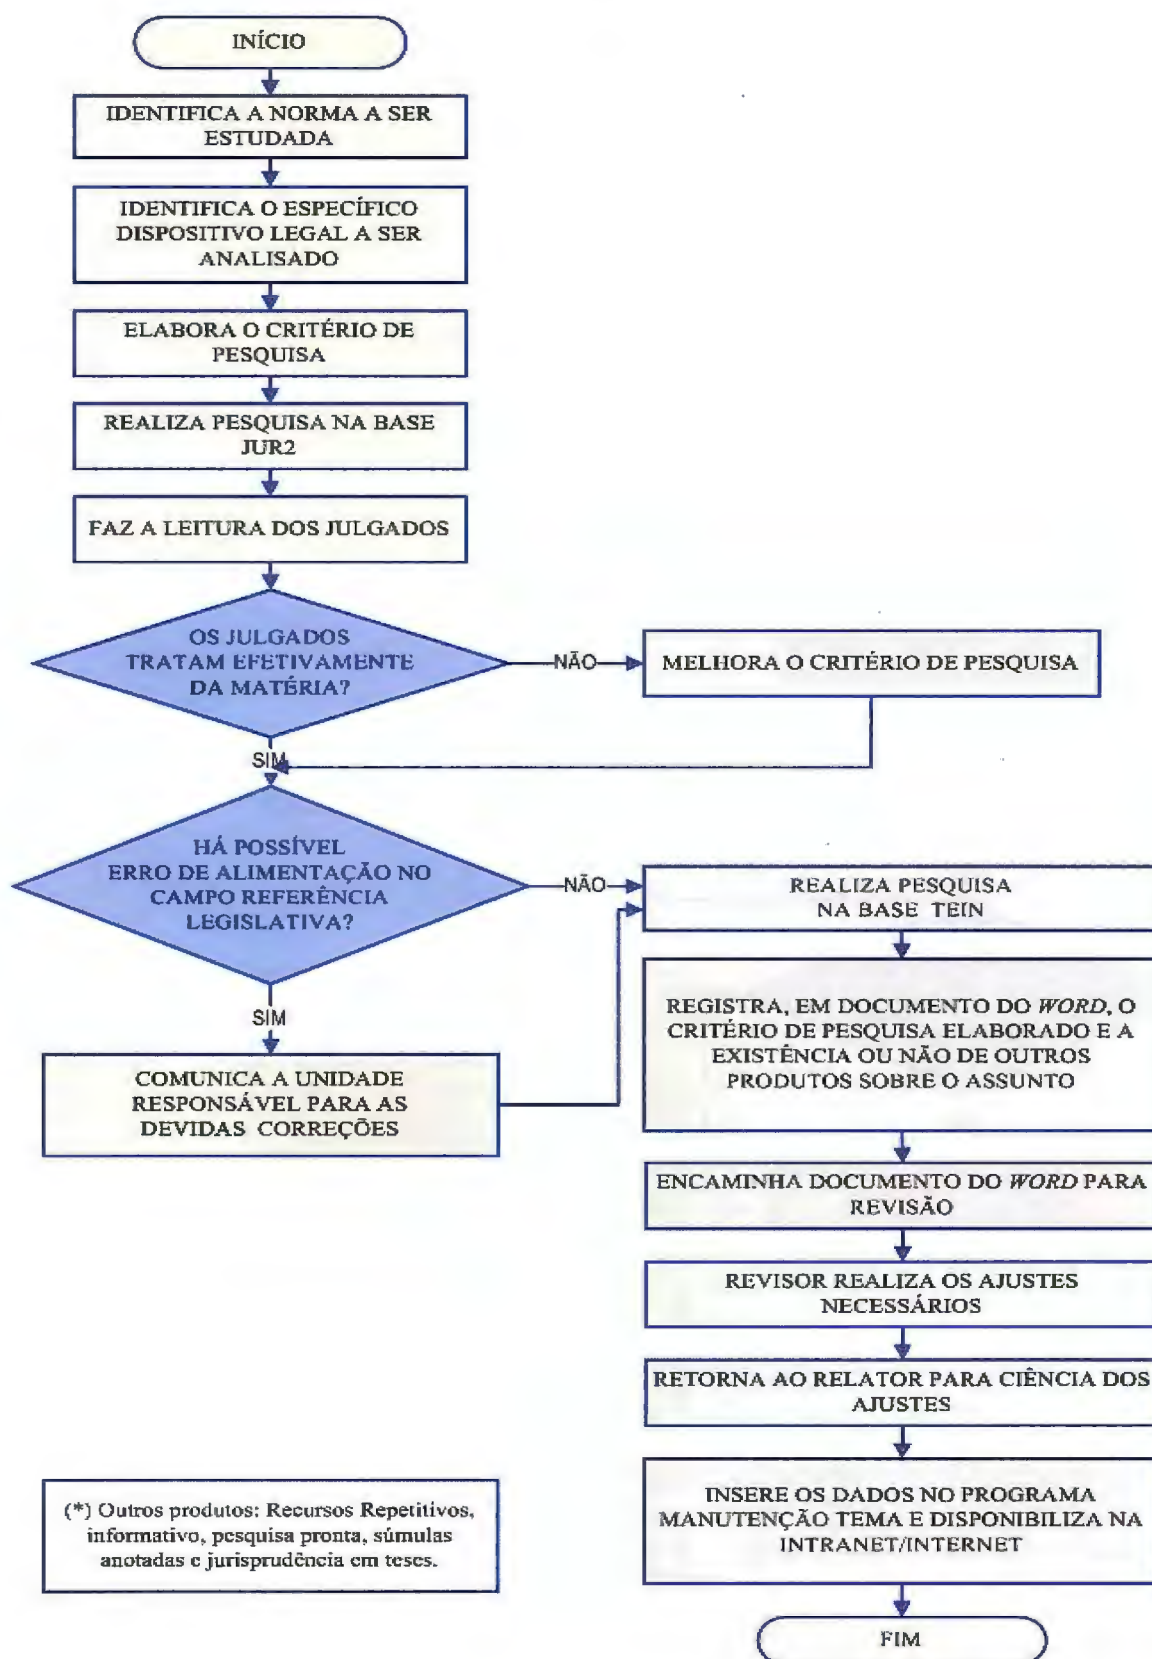 INÍCIO
IDENTIFICA A NORMA A SER
ESTUDADA
IDENTIFICA O ESPECÍFICO
DISPOSITIVO LEGAL A SER
ANALISADO
ELABORA O CRITÉRIO DE
PESQUISA
REALIZA PESQUISA NA BASE
JUR2
FAZ A LEITURA DOS JULGADOS
OS JULGADOS
TRATAM EFETIVAMENTE
DA MATÉRIA?
NÃO
MELHORA O CRITÉRIO DE PESQUISA
SIM
HÁ POSSÍVEL
ERRO DE ALIMENTAÇÃO NO
CAMPO REFERÊNCIA
LEGISLATIVA?
NÃO
REALIZA PESQUISA
NA BASE TEIN
SIM
COMUNICA A UNIDADE
RESPONSÁVEL PARA AS
DEVIDAS CORREÇÕES
REGISTRA, EM DOCUMENTO DO WORD, O
CRITÉRIO DE PESQUISA ELABORADO E A
EXISTÊNCIA OU NÃO DE OUTROS
PRODUTOS SOBRE O ASSUNTO
ENCAMINHA DOCUMENTO DO WORD PARA
REVISÃO
REVISOR REALIZA OS AJUSTES
NECESSÁRIOS
RETORNA AO RELATOR PARA CIÊNCIA DOS
AJUSTES
INSERE OS DADOS NO PROGRAMA
MANUTENÇÃO TEMA E DISPONIBILIZA NA
INTRANET/INTERNET
FIM
(*) Outros produtos: Recursos Repetitivos,
informativo, pesquisa pronta, súmulas
anotadas e jurisprudência em teses.